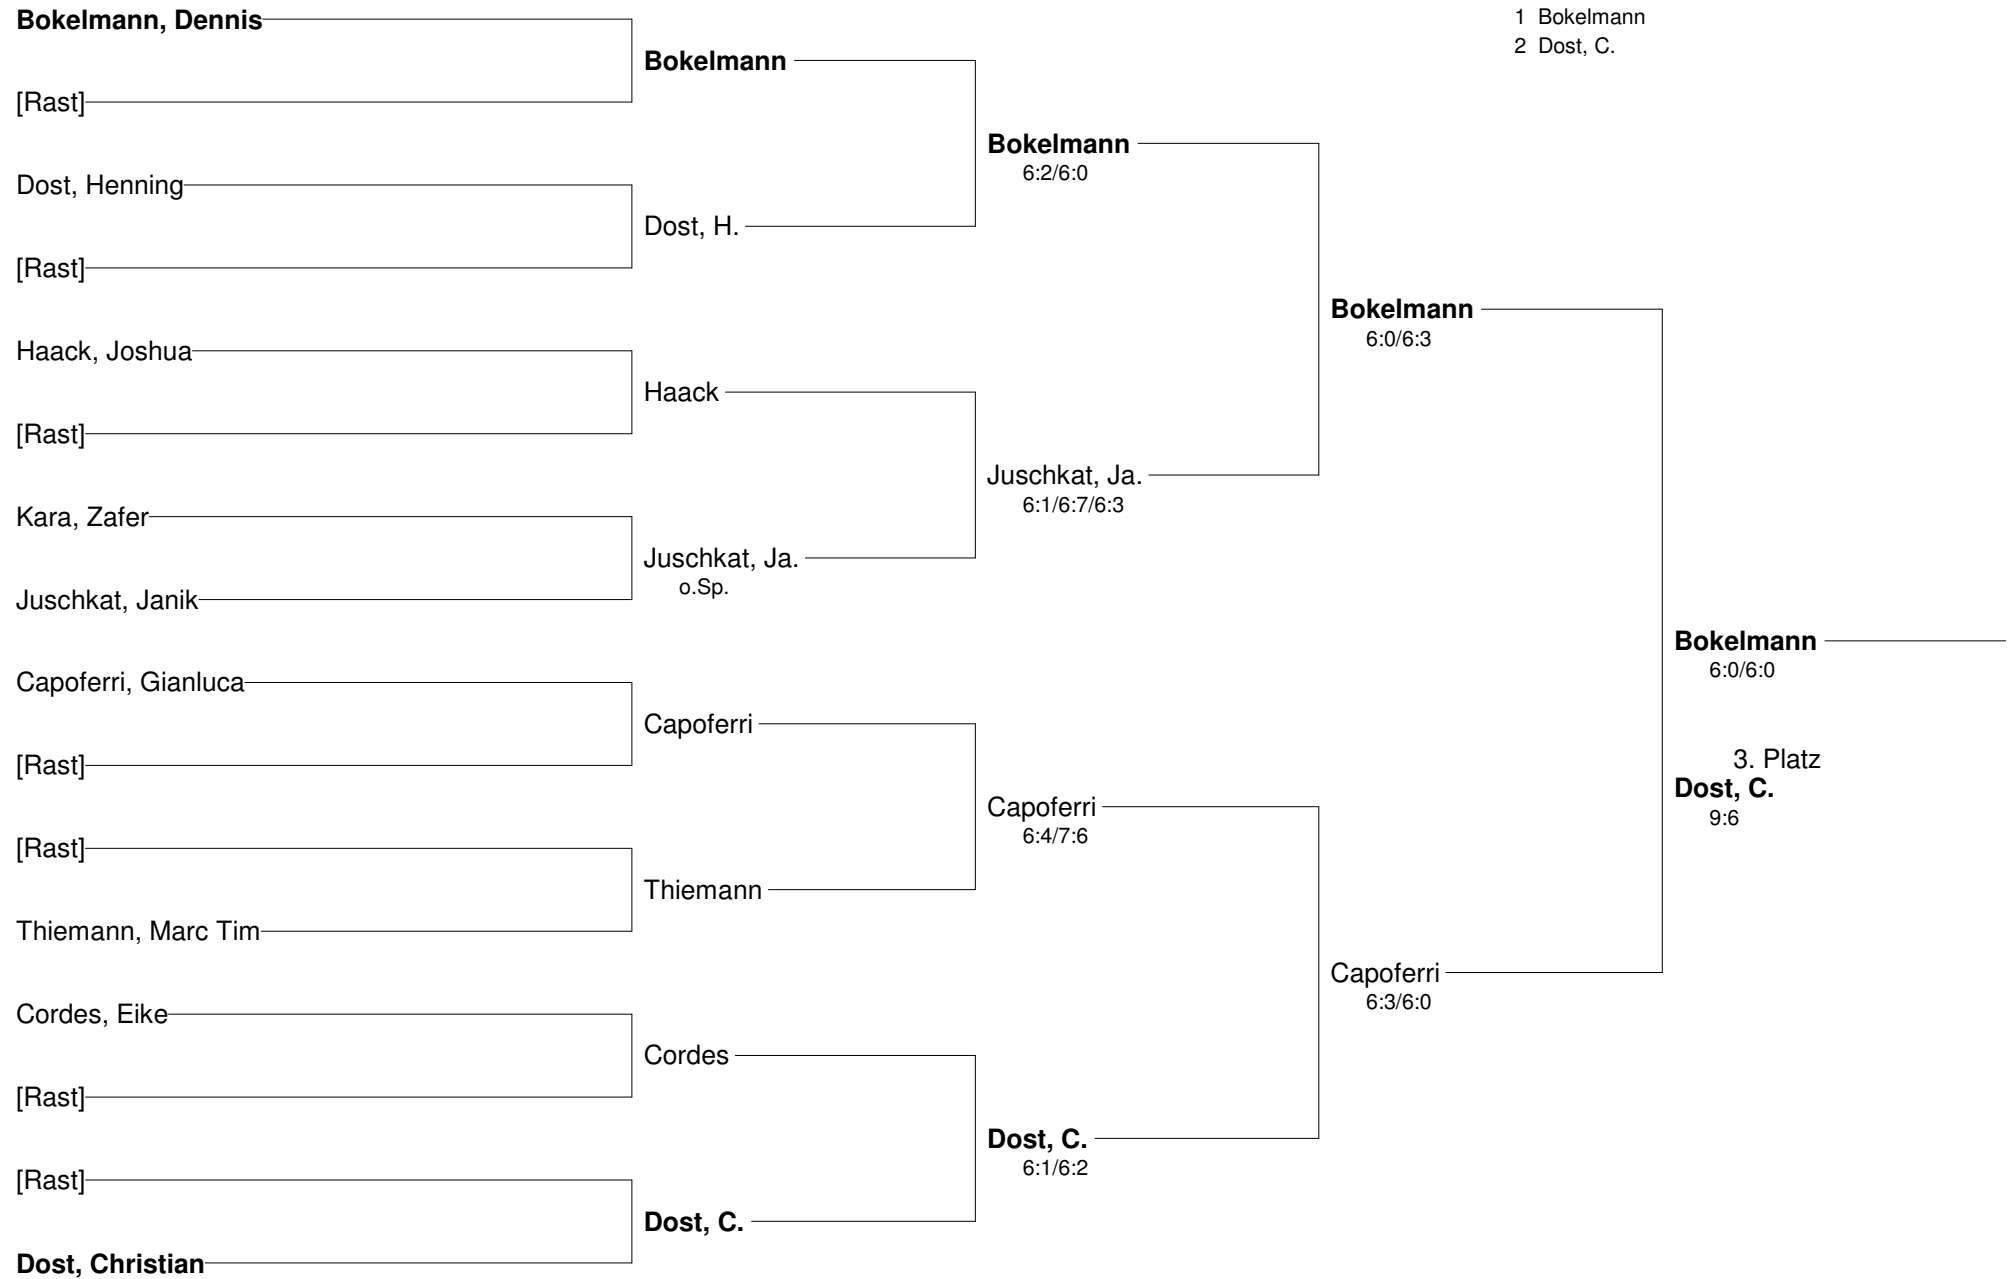 1 Bokelmann
2 Dost, C.
Bokelmann, Dennis
[Rast]
Dost, Henning
[Rast]
Haack, Joshua
[Rast]
Kara, Zafer
Juschkat, Janik
Capoferri, Gianluca
[Rast]
[Rast]
Thiemann, Marc Tim
Cordes, Eike
[Rast]
[Rast]
Dost, Christian
Bokelmann
Dost, H.
Haack
Juschkat, Ja.
o.Sp.
Capoferri
Thiemann
Cordes
Dost, C.
Bokelmann
6:2/6:0
Juschkat, Ja.
6:1/6:7/6:3
Capoferri
6:4/7:6
Dost, C.
6:1/6:2
Bokelmann
6:0/6:3
Capoferri
6:3/6:0
Bokelmann
6:0/6:0
3. Platz
Dost, C.
9:6